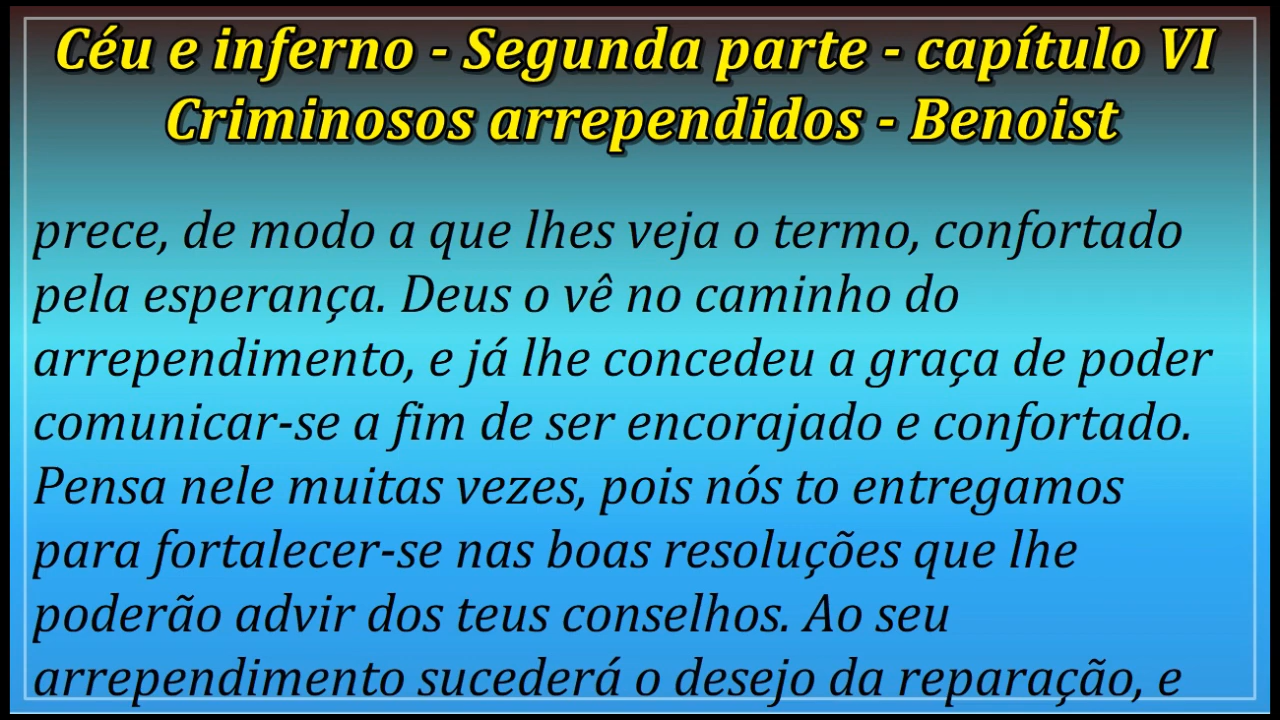 Céu e inferno - Segunda parte - capítulo VI
Criminosos arrependidos - Benoist
prece, de modo a que lhes veja o termo, confortado
pela esperança. Deus o vê no caminho do
arrependimento, e já lhe concedeu a graça de poder
comunicar-se a fim de ser encorajado e confortado.
Pensa nele muitas vezes, pois nós to entregamos
para fortalecer-se nas boas resoluções que lhe
poderão advir dos teus conselhos. Ao seu
arrependimento sucederá o desejo da reparação, e